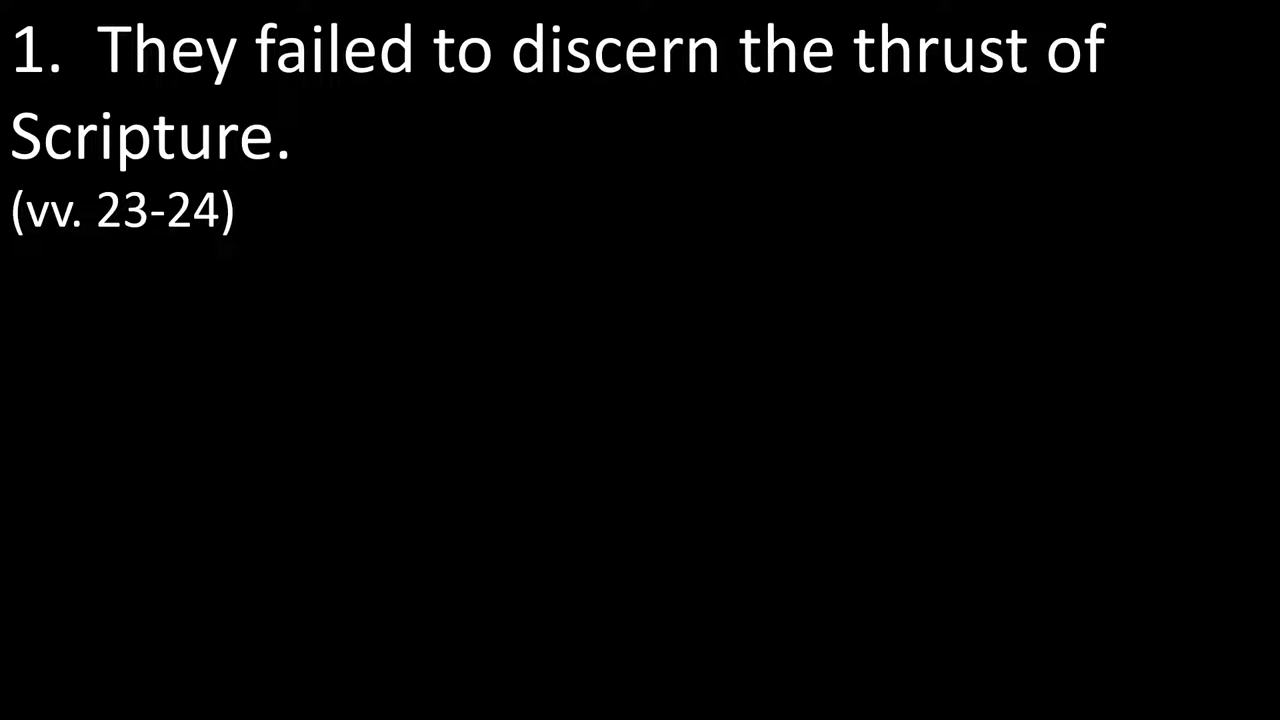 1.  They failed to discern the thrust of
Scripture.
(vv. 23-24)